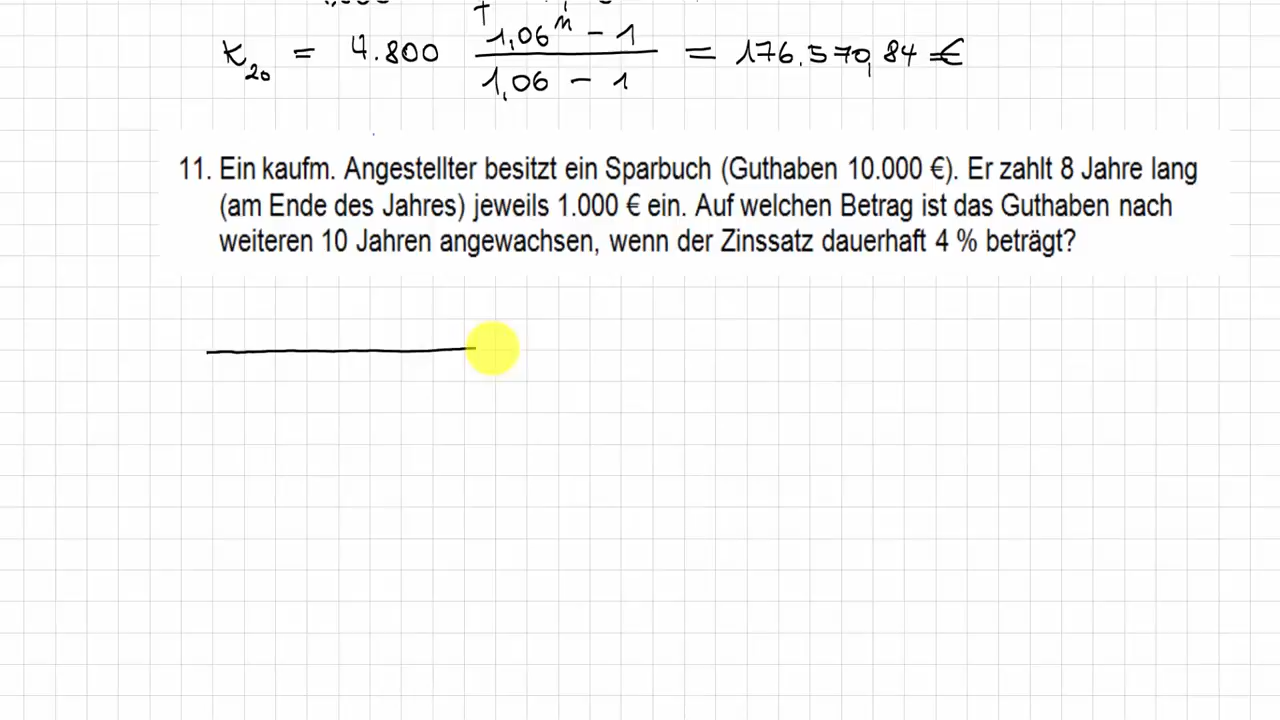 K₂₀ = 4.800 (1,06ⁿ − 1) / (1,06 − 1) = 176.570,84 €
11. Ein kaufm. Angestellter besitzt ein Sparbuch (Guthaben 10.000 €). Er zahlt 8 Jahre lang
(am Ende des Jahres) jeweils 1.000 € ein. Auf welchen Betrag ist das Guthaben nach
weiteren 10 Jahren angewachsen, wenn der Zinssatz dauerhaft 4 % beträgt?